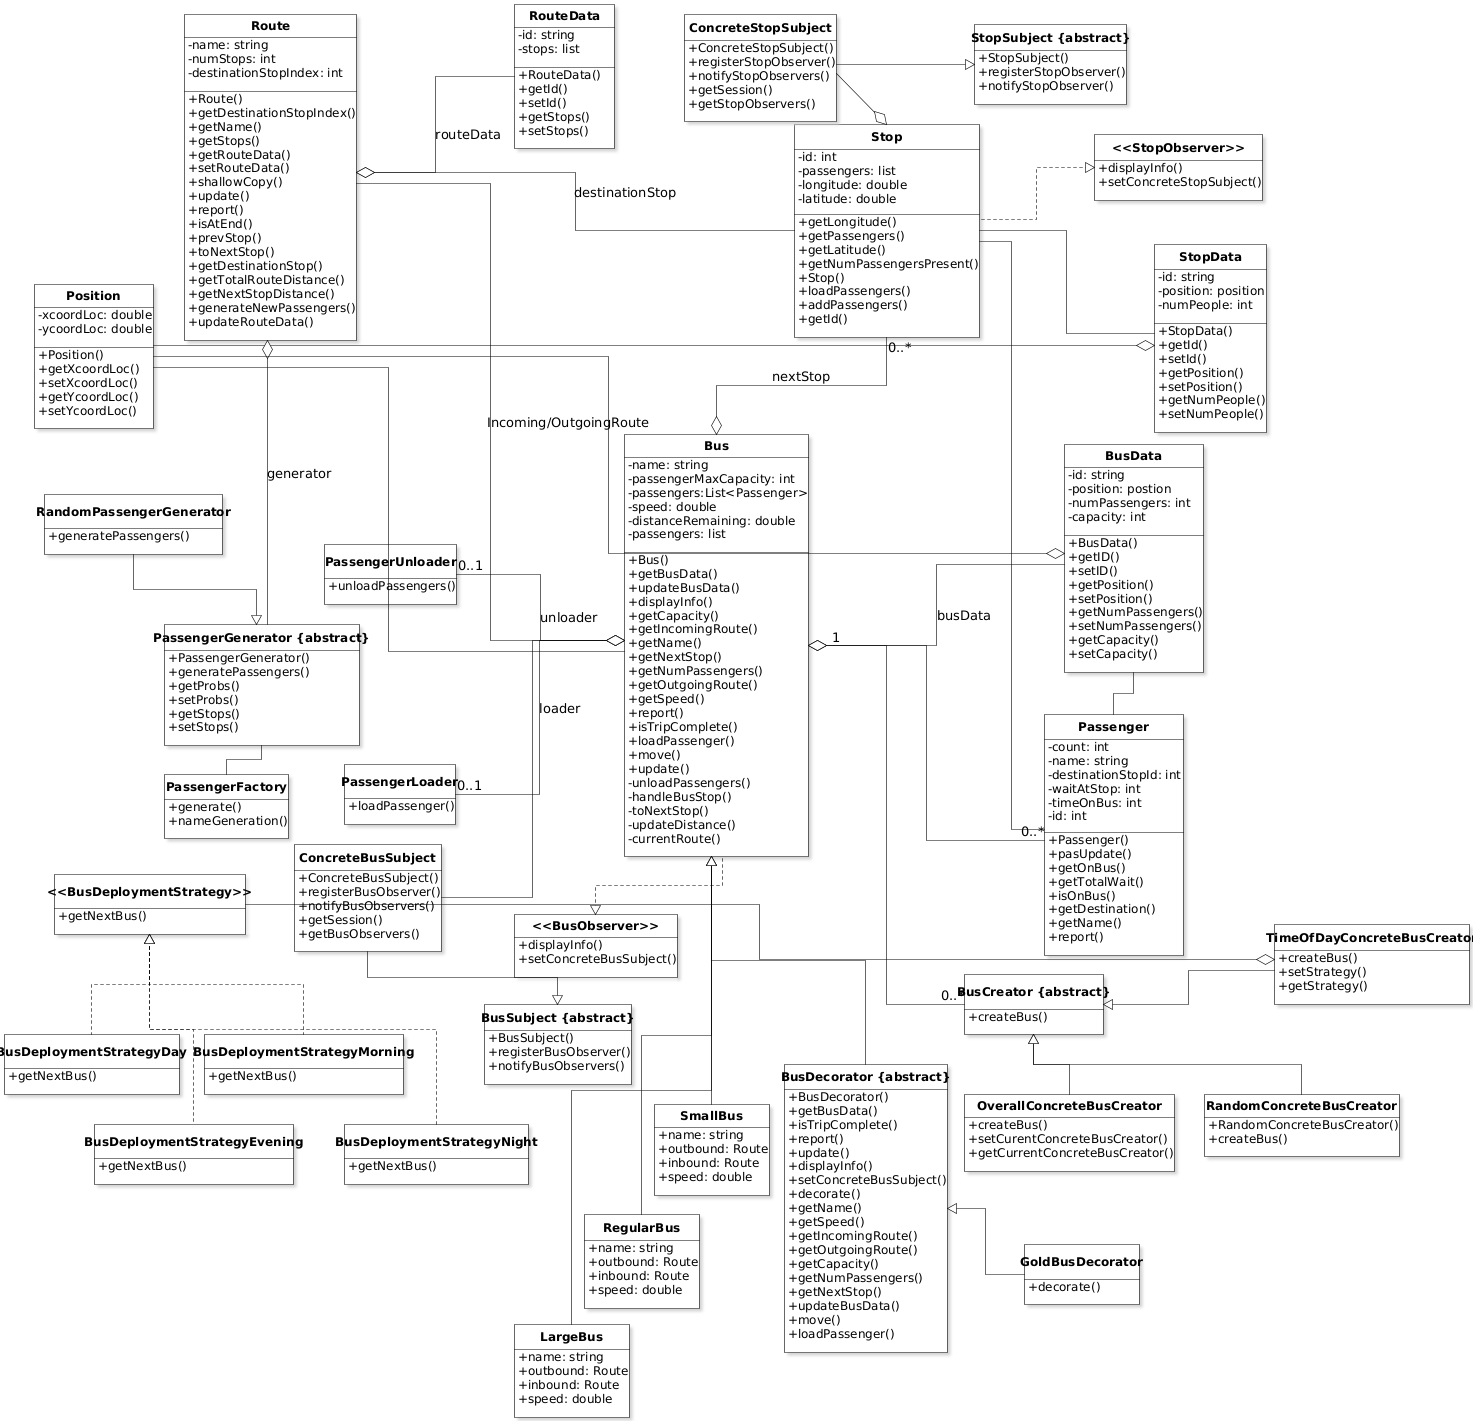 Route
-name: string
-numStops: int
-destinationStopIndex: int
+Route()
+getDestinationStopIndex()
+getName()
+getStops()
+getRouteData()
+setRouteData()
+shallowCopy()
+update()
+report()
+isAtEnd()
+prevStop()
+toNextStop()
+getDestinationStop()
+getTotalRouteDistance()
+getNextStopDistance()
+generateNewPassengers()
+updateRouteData()
RouteData
-id: string
-stops: list
+RouteData()
+getId()
+setId()
+getStops()
+setStops()
routeData
ConcreteStopSubject
+ConcreteStopSubject()
+registerStopObserver()
+notifyStopObservers()
+getSession()
+getStopObservers()
StopSubject {abstract}
+StopSubject()
+registerStopObserver()
+notifyStopObserver()
Stop
-id: int
-passengers: list
-longitude: double
-latitude: double
+getLongitude()
+getPassengers()
+getLatitude()
+getNumPassengersPresent()
+Stop()
+loadPassengers()
+addPassengers()
+getId()
destinationStop
<<StopObserver>>
+displayInfo()
+setConcreteStopSubject()
StopData
-id: string
-position: position
-numPeople: int
+StopData()
+getId()
+setId()
+getPosition()
+setPosition()
+getNumPeople()
+setNumPeople()
Position
-xcoordLoc: double
-ycoordLoc: double
+Position()
+getXcoordLoc()
+setXcoordLoc()
+getYcoordLoc()
+setYcoordLoc()
0..*
nextStop
Incoming/OutgoingRoute
generator
Bus
-name: string
-passengerMaxCapacity: int
-passengers:List<Passenger>
-speed: double
-distanceRemaining: double
-passengers: list
+Bus()
+getBusData()
+updateBusData()
+displayInfo()
+getCapacity()
+getIncomingRoute()
+getName()
+getNextStop()
+getNumPassengers()
+getOutgoingRoute()
+getSpeed()
+report()
+isTripComplete()
+loadPassenger()
+move()
+update()
-unloadPassengers()
-handleBusStop()
-toNextStop()
-updateDistance()
-currentRoute()
BusData
-id: string
-position: postion
-numPassengers: int
-capacity: int
+BusData()
+getID()
+setID()
+getPosition()
+setPosition()
+getNumPassengers()
+setNumPassengers()
+getCapacity()
+setCapacity()
RandomPassengerGenerator
+generatePassengers()
PassengerUnloader
+unloadPassengers()
0..1
unloader
busData
1
PassengerGenerator {abstract}
+PassengerGenerator()
+generatePassengers()
+getProbs()
+setProbs()
+getStops()
+setStops()
loader
Passenger
-count: int
-name: string
-destinationStopId: int
-waitAtStop: int
-timeOnBus: int
-id: int
+Passenger()
+pasUpdate()
+getOnBus()
+getTotalWait()
+isOnBus()
+getDestination()
+getName()
+report()
0..*
PassengerFactory
+generate()
+nameGeneration()
PassengerLoader
+loadPassenger()
0..1
ConcreteBusSubject
+ConcreteBusSubject()
+registerBusObserver()
+notifyBusObservers()
+getSession()
+getBusObservers()
<<BusDeploymentStrategy>>
+getNextBus()
<<BusObserver>>
+displayInfo()
+setConcreteBusSubject()
TimeOfDayConcreteBusCreator
+createBus()
+setStrategy()
+getStrategy()
0..
BusCreator {abstract}
+createBus()
BusSubject {abstract}
+BusSubject()
+registerBusObserver()
+notifyBusObservers()
BusDeploymentStrategyDay
+getNextBus()
BusDeploymentStrategyMorning
+getNextBus()
BusDeploymentStrategyEvening
+getNextBus()
BusDeploymentStrategyNight
+getNextBus()
SmallBus
+name: string
+outbound: Route
+inbound: Route
+speed: double
BusDecorator {abstract}
+BusDecorator()
+getBusData()
+isTripComplete()
+report()
+update()
+displayInfo()
+setConcreteBusSubject()
+decorate()
+getName()
+getSpeed()
+getIncomingRoute()
+getOutgoingRoute()
+getCapacity()
+getNumPassengers()
+getNextStop()
+updateBusData()
+move()
+loadPassenger()
OverallConcreteBusCreator
+createBus()
+setCurentConcreteBusCreator()
+getCurrentConcreteBusCreator()
RandomConcreteBusCreator
+RandomConcreteBusCreator()
+createBus()
RegularBus
+name: string
+outbound: Route
+inbound: Route
+speed: double
GoldBusDecorator
+decorate()
LargeBus
+name: string
+outbound: Route
+inbound: Route
+speed: double